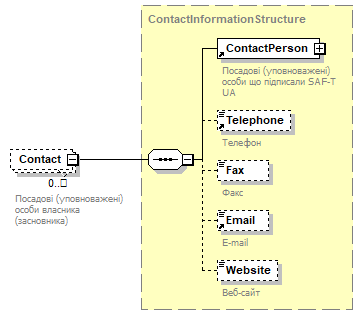 ContactInformationStructure
ContactPerson
Посадові (уповноважені)
особи що підписали SAF-T
UA
Telephone
Телефон
Contact
0..□
Посадові (уповноважені)
особи власника
(засновника)
Fax
Факс
Email
E-mail
Website
Веб-сайт